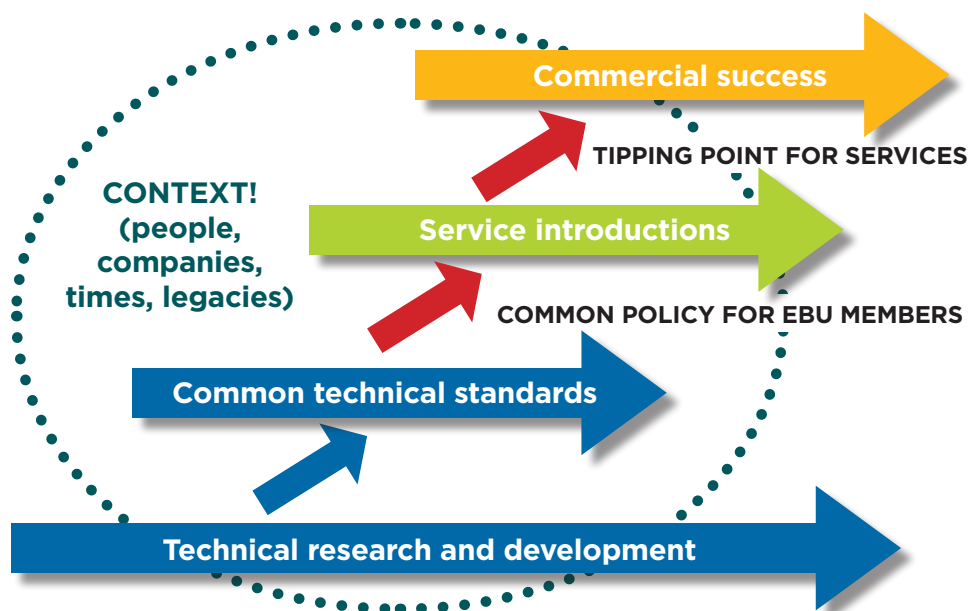 Commercial success
TIPPING POINT FOR SERVICES
CONTEXT!
(people,
companies,
times, legacies)
Service introductions
COMMON POLICY FOR EBU MEMBERS
Common technical standards
Technical research and development